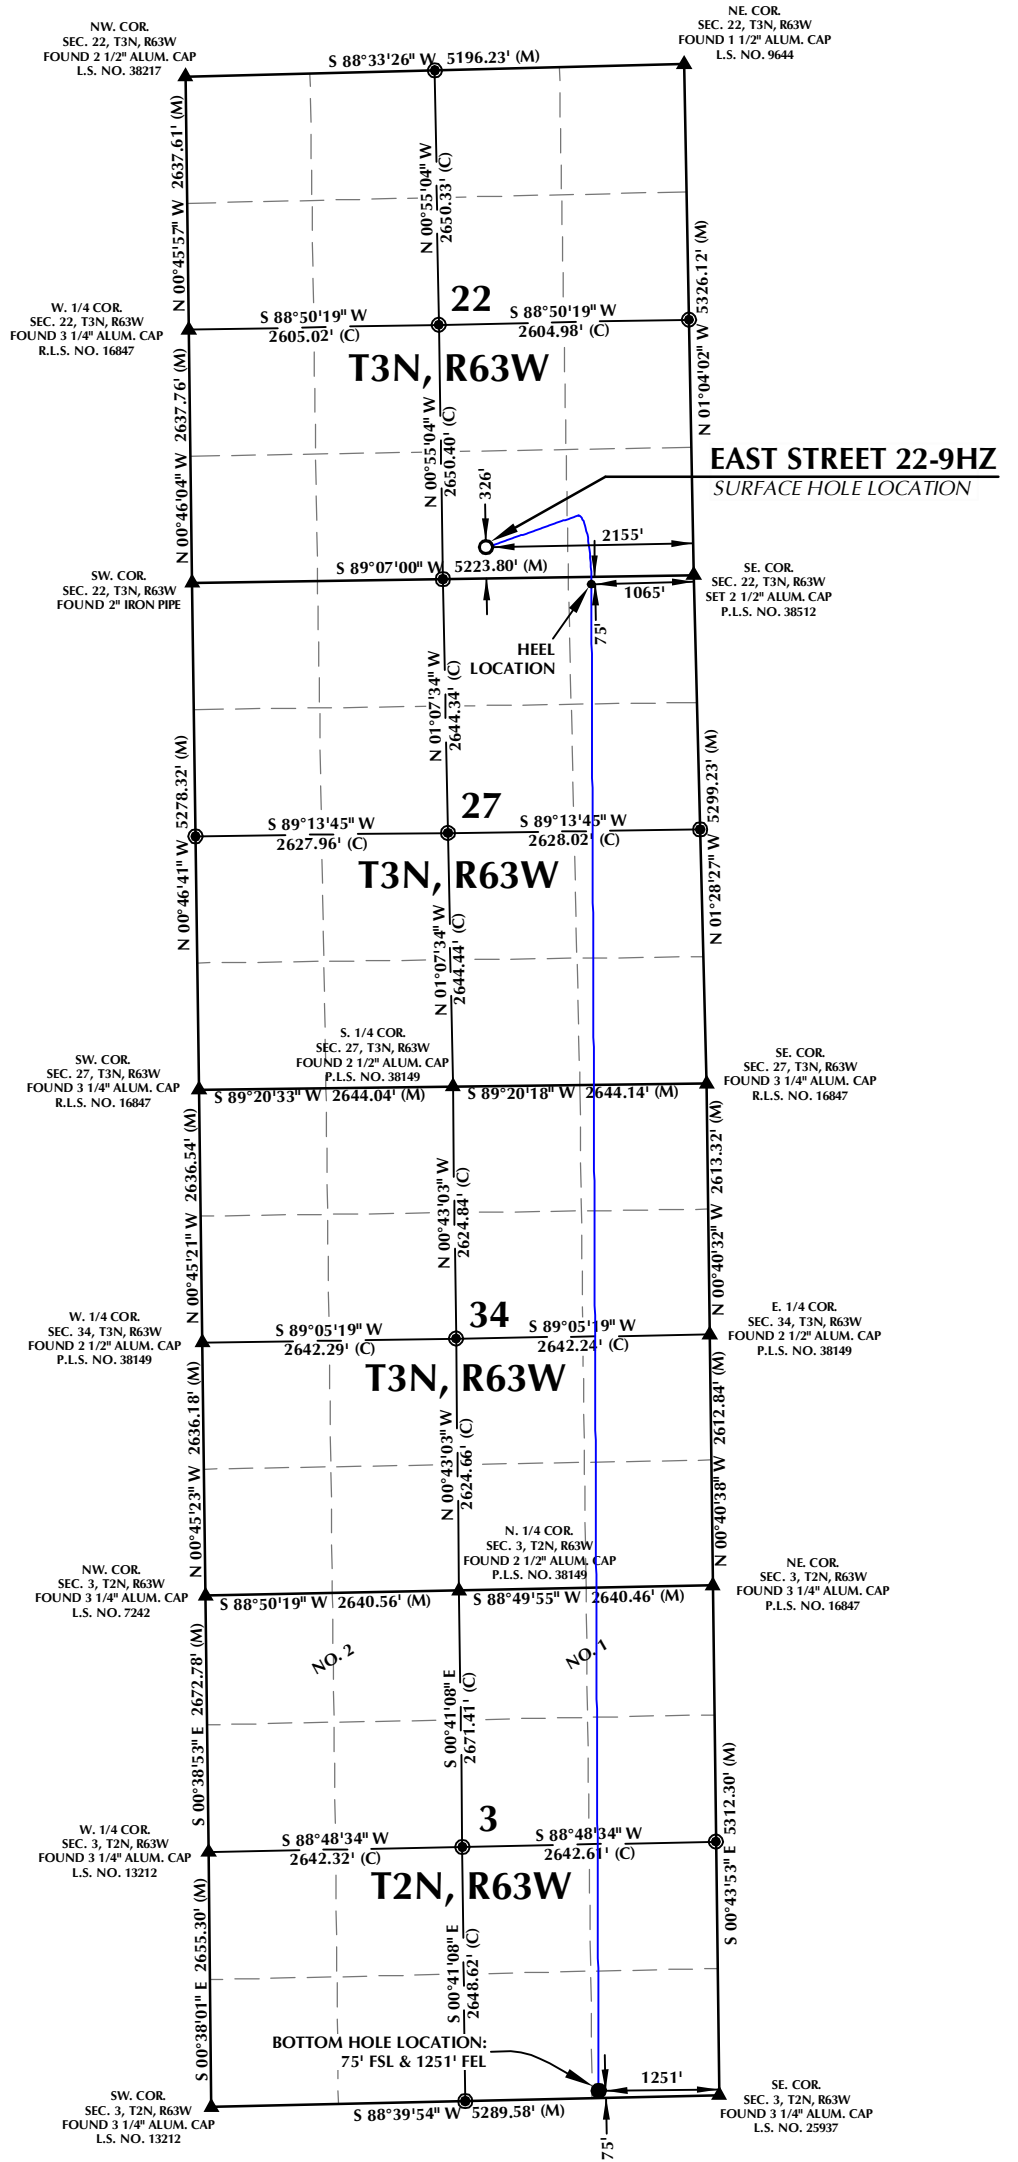 NW. COR.
SEC. 22, T3N, R63W
FOUND 2 1/2" ALUM. CAP
L.S. NO. 38217
S 88°33'26" W 5196.23' (M)
NE. COR.
SEC. 22, T3N, R63W
FOUND 1 1/2" ALUM. CAP
L.S. NO. 9644
N 00°45'57" W 2637.61' (M)
N 00°55'04" W
2650.33' (C)
N 01°04'02" W 5326.12' (M)
W. 1/4 COR.
SEC. 22, T3N, R63W
FOUND 3 1/4" ALUM. CAP
R.L.S. NO. 16847
S 88°50'19" W
2605.02' (C)
22
S 88°50'19" W
2604.98' (C)
T3N, R63W
N 00°46'04" W 2637.76' (M)
N 00°55'04" W
2650.40' (C)
326'
EAST STREET 22-9HZ
SURFACE HOLE LOCATION
2155'
SW. COR.
SEC. 22, T3N, R63W
FOUND 2" IRON PIPE
S 89°07'00" W 5223.80' (M)
SE. COR.
SEC. 22, T3N, R63W
SET 2 1/2" ALUM. CAP
P.L.S. NO. 38512
1065'
75'
HEEL
LOCATION
N 00°46'41" W 5278.32' (M)
N 01°07'34" W
2644.34' (C)
N 01°28'27" W 5299.23' (M)
S 89°13'45" W
2627.96' (C)
27
S 89°13'45" W
2628.02' (C)
T3N, R63W
N 01°07'34" W
2644.44' (C)
S. 1/4 COR.
SEC. 27, T3N, R63W
FOUND 2 1/2" ALUM. CAP
P.L.S. NO. 38149
SW. COR.
SEC. 27, T3N, R63W
FOUND 3 1/4" ALUM. CAP
R.L.S. NO. 16847
S 89°20'33" W 2644.04' (M)
S 89°20'18" W 2644.14' (M)
SE. COR.
SEC. 27, T3N, R63W
FOUND 3 1/4" ALUM. CAP
R.L.S. NO. 16847
N 00°45'21" W 2636.54' (M)
N 00°43'03" W
2624.84' (C)
N 00°40'32" W 2613.32' (M)
W. 1/4 COR.
SEC. 34, T3N, R63W
FOUND 2 1/2" ALUM. CAP
P.L.S. NO. 38149
S 89°05'19" W
2642.29' (C)
34
S 89°05'19" W
2642.24' (C)
E. 1/4 COR.
SEC. 34, T3N, R63W
FOUND 2 1/2" ALUM. CAP
P.L.S. NO. 38149
T3N, R63W
N 00°45'23" W 2636.18' (M)
N 00°43'03" W
2624.66' (C)
N 00°40'38" W 2612.84' (M)
N. 1/4 COR.
SEC. 3, T2N, R63W
FOUND 2 1/2" ALUM. CAP
P.L.S. NO. 38149
NW. COR.
SEC. 3, T2N, R63W
FOUND 3 1/4" ALUM. CAP
L.S. NO. 7242
S 88°50'19" W 2640.56' (M)
S 88°49'55" W 2640.46' (M)
NE. COR.
SEC. 3, T2N, R63W
FOUND 3 1/4" ALUM. CAP
P.L.S. NO. 16847
NO. 2
NO. 1
S 00°38'53" E 2672.78' (M)
S 00°41'08" E
2671.41' (C)
S 00°43'53" E 5312.30' (M)
W. 1/4 COR.
SEC. 3, T2N, R63W
FOUND 3 1/4" ALUM. CAP
L.S. NO. 13212
S 88°48'34" W
2642.32' (C)
3
S 88°48'34" W
2642.61' (C)
T2N, R63W
S 00°38'01" E 2655.30' (M)
S 00°41'08" E
2648.62' (C)
BOTTOM HOLE LOCATION:
75' FSL & 1251' FEL
1251'
SW. COR.
SEC. 3, T2N, R63W
FOUND 3 1/4" ALUM. CAP
L.S. NO. 13212
S 88°39'54" W 5289.58' (M)
75'
SE. COR.
SEC. 3, T2N, R63W
FOUND 3 1/4" ALUM. CAP
L.S. NO. 25937